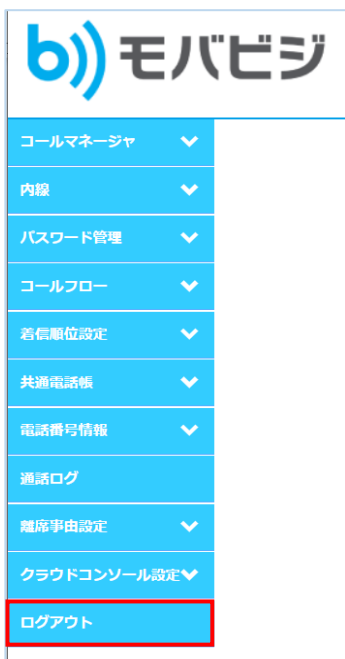 b))モバビジ
コールマネージャ
内線
パスワード管理
コールフロー
着信順位設定
共通電話帳
電話番号情報
通話ログ
離席事由設定
クラウドコンソール設定
ログアウト